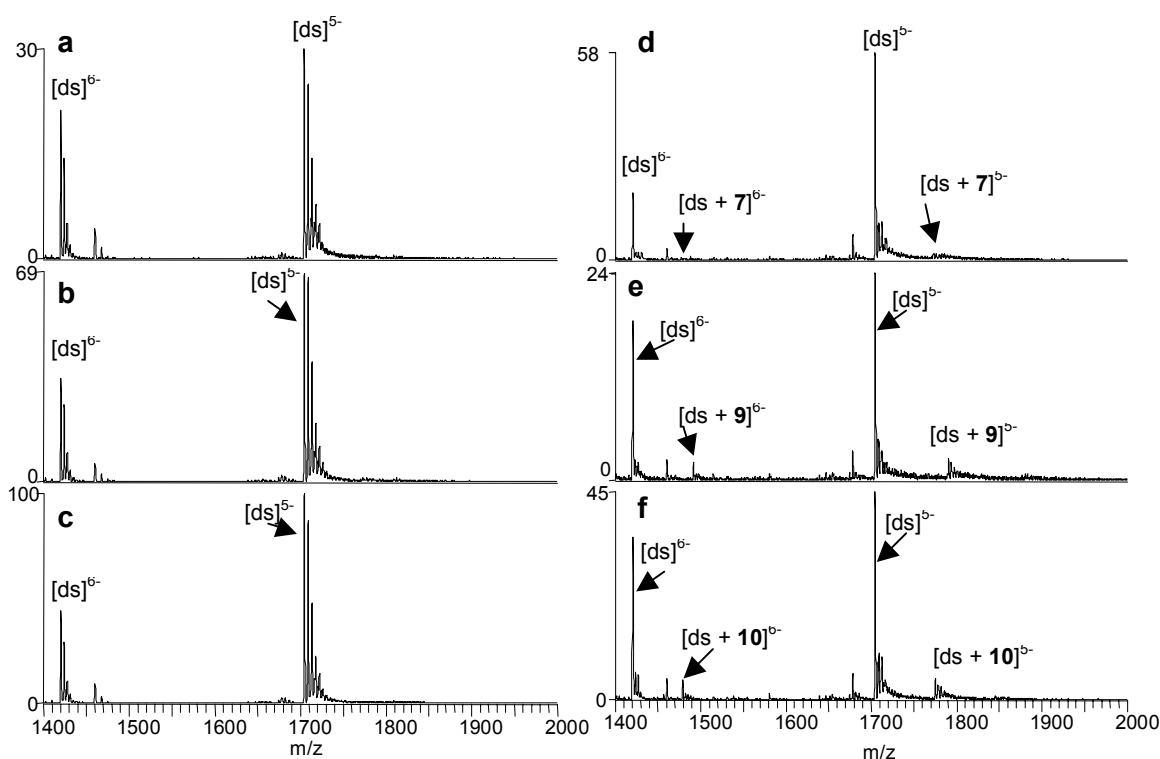 a
30
[ds]⁵⁻
[ds]⁶⁻
0
b
69
[ds]⁵⁻
[ds]⁶⁻
0
c
100
[ds]⁵⁻
[ds]⁶⁻
0
1400 1500 1600 1700 1800 1900 2000
m/z
d
58
[ds]⁵⁻
[ds]⁶⁻
[ds + 7]⁶⁻
[ds + 7]⁵⁻
0
e
24
[ds]⁵⁻
[ds]⁶⁻
[ds + 9]⁶⁻
[ds + 9]⁵⁻
0
f
45
[ds]⁵⁻
[ds]⁶⁻
[ds + 10]⁶⁻
[ds + 10]⁵⁻
0
1400 1500 1600 1700 1800 1900 2000
m/z